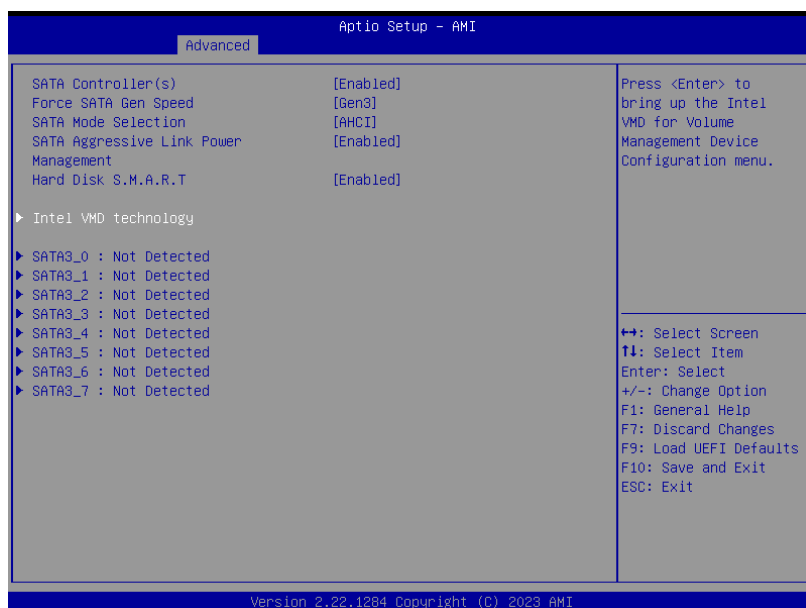 Aptio Setup – AMI
Advanced
SATA Controller(s) [Enabled]
Force SATA Gen Speed [Gen3]
SATA Mode Selection [AHCI]
SATA Aggressive Link Power [Enabled]
Management
Hard Disk S.M.A.R.T [Enabled]
Intel VMD technology
SATA3_0 : Not Detected
SATA3_1 : Not Detected
SATA3_2 : Not Detected
SATA3_3 : Not Detected
SATA3_4 : Not Detected
SATA3_5 : Not Detected
SATA3_6 : Not Detected
SATA3_7 : Not Detected
Press <Enter> to
bring up the Intel
VMD for Volume
Management Device
Configuration menu.
↔: Select Screen
↑↓: Select Item
Enter: Select
+/-: Change Option
F1: General Help
F7: Discard Changes
F9: Load UEFI Defaults
F10: Save and Exit
ESC: Exit
Version 2.22.1284 Copyright (C) 2023 AMI